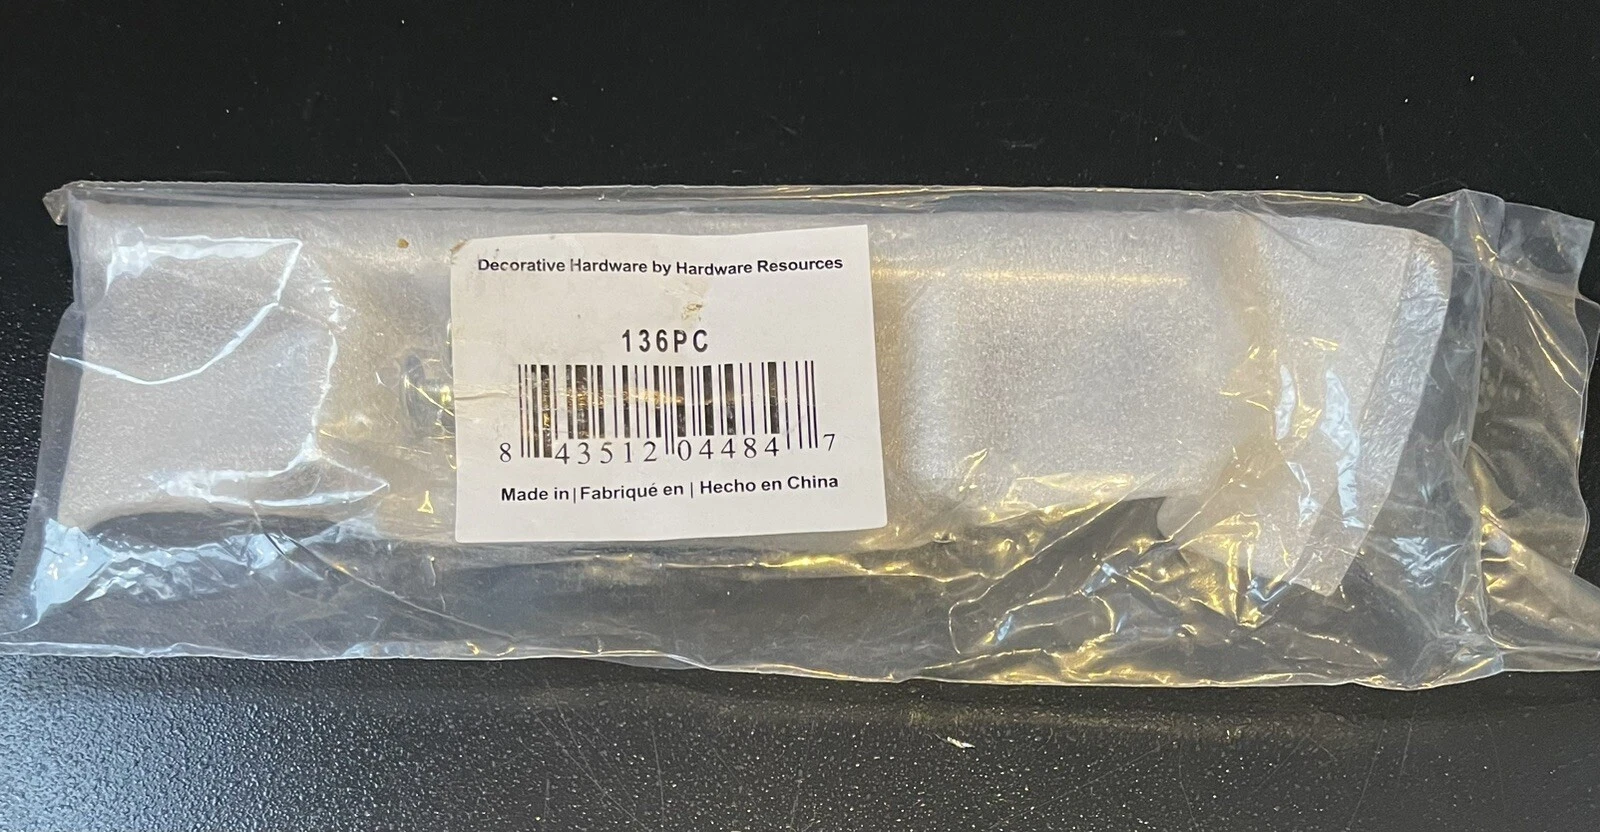 Decorative Hardware by Hardware Resources
136PC
8 43512 04484 7
Made in | Fabriqué en | Hecho en China